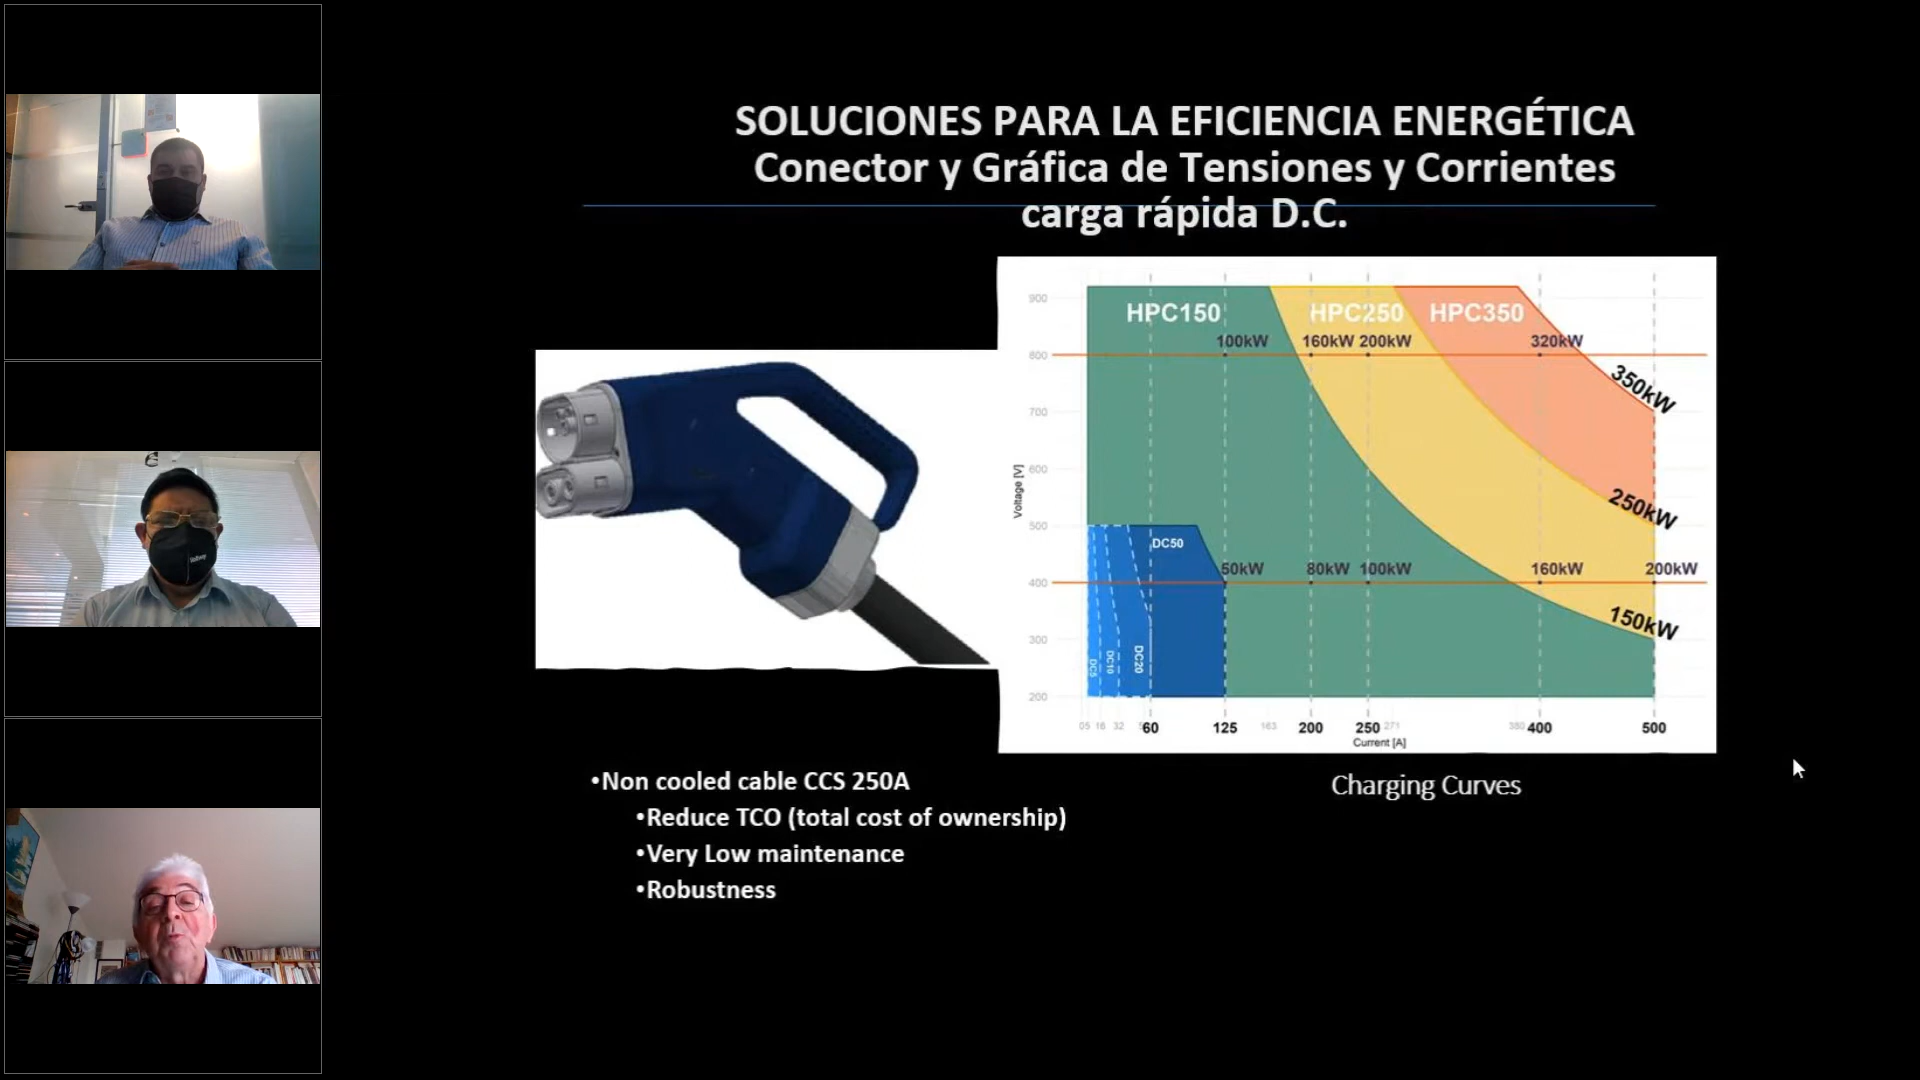 SOLUCIONES PARA LA EFICIENCIA ENERGÉTICA
Conector y Gráfica de Tensiones y Corrientes
carga rápida D.C.
HPC150
HPC250
HPC350
100kW
160kW
200kW
320kW
350kW
250kW
150kW
DC50
50kW
80kW
100kW
160kW
200kW
DC5
DC10
DC20
Voltage [V]
900
800
700
600
500
400
300
200
05
16
32
60
125
163
200
250
271
380
400
500
Current [A]
Charging Curves
•Non cooled cable CCS 250A
•Reduce TCO (total cost of ownership)
•Very Low maintenance
•Robustness